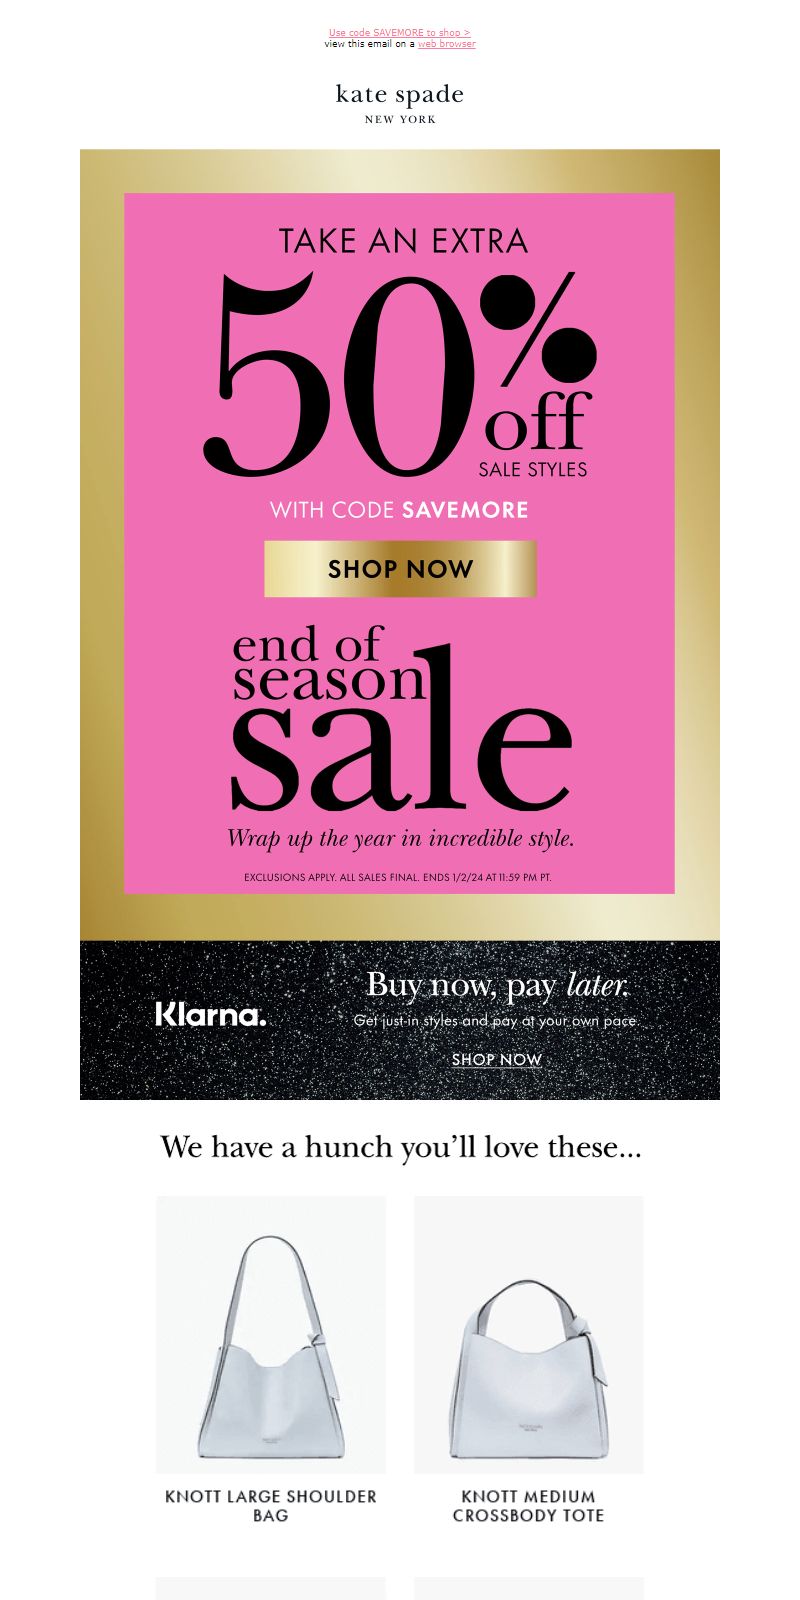 Use code SAVEMORE to shop >
view this email on a web browser
kate spade
NEW YORK
TAKE AN EXTRA
50%
off
SALE STYLES
WITH CODE SAVEMORE
SHOP NOW
end of
season
sale
Wrap up the year in incredible style.
EXCLUSIONS APPLY. ALL SALES FINAL. ENDS 1/2/24 AT 11:59 PM PT.
Klarna.
Buy now, pay later.
Get just-in styles and pay at your own pace.
SHOP NOW
We have a hunch you’ll love these...
KNOTT LARGE SHOULDER
BAG
KNOTT MEDIUM
CROSSBODY TOTE